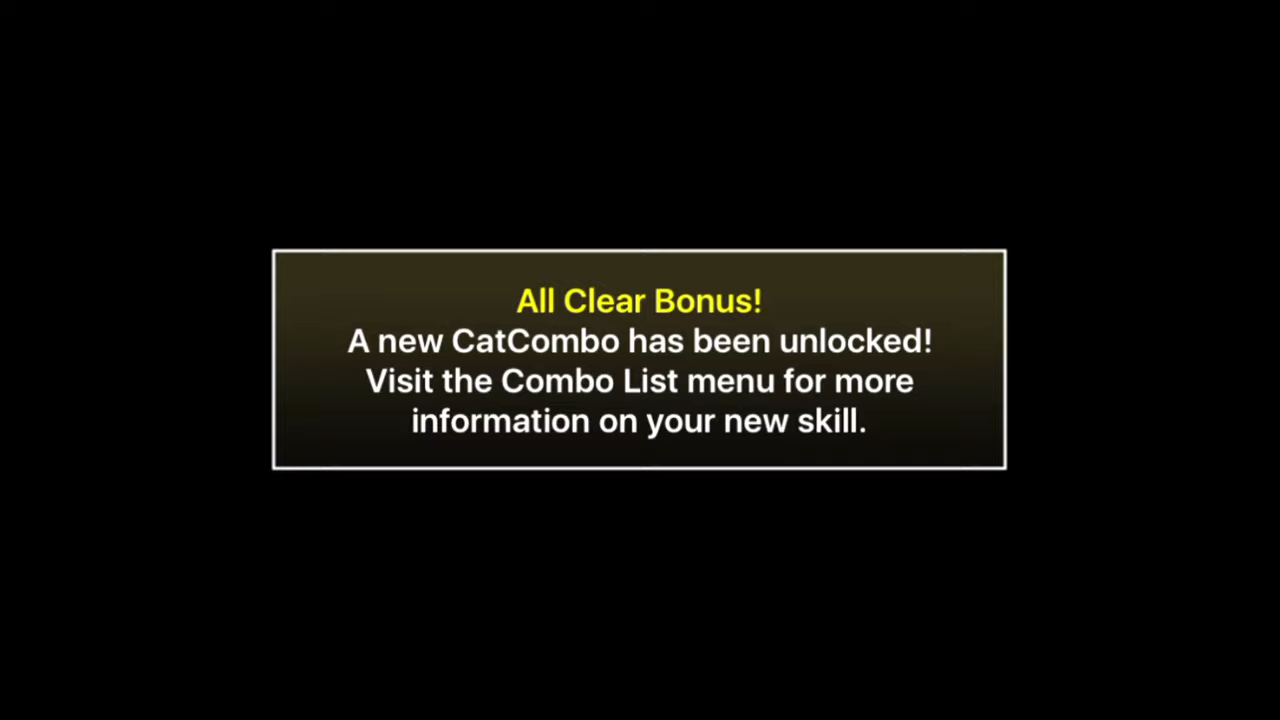 All Clear Bonus!
A new CatCombo has been unlocked!
Visit the Combo List menu for more
information on your new skill.